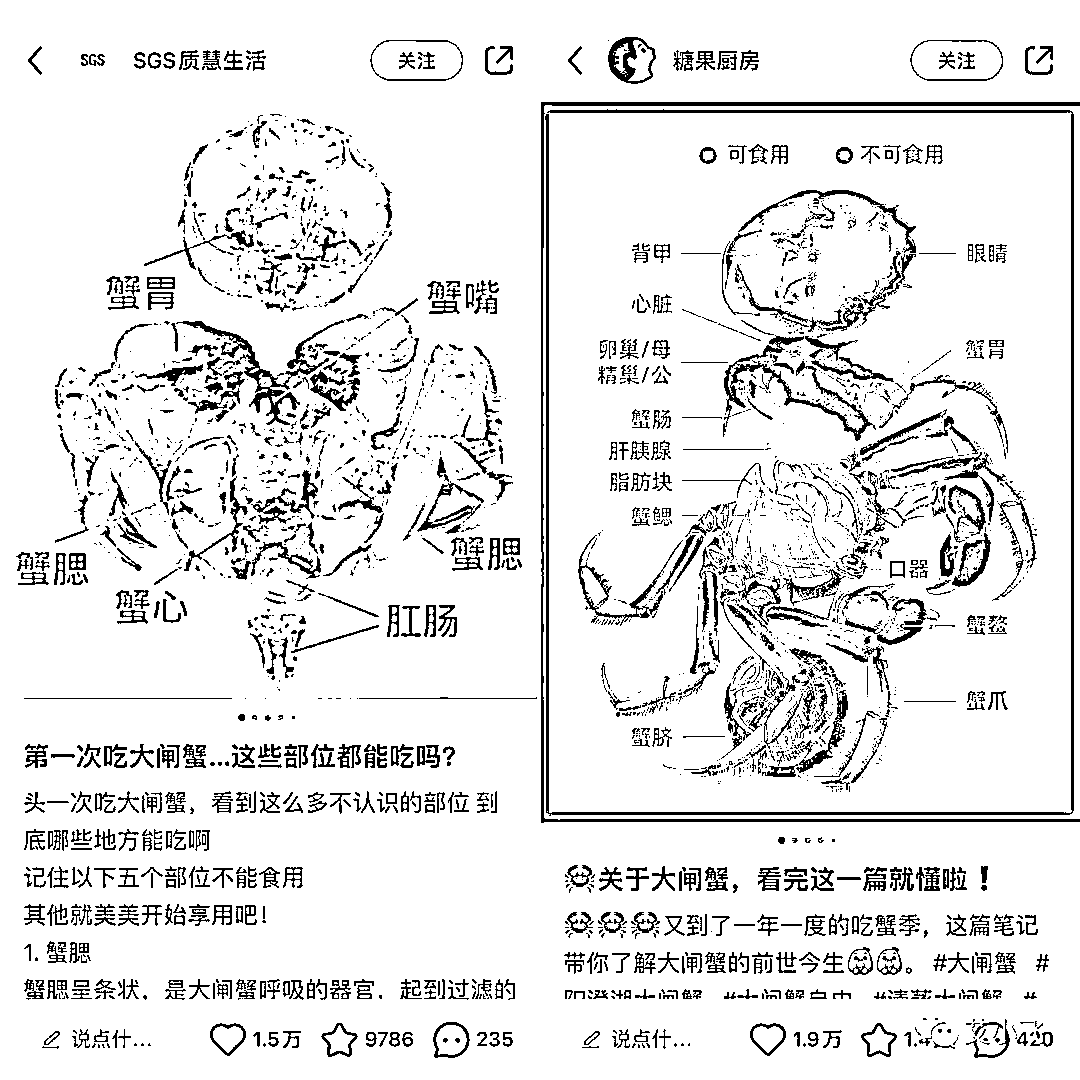 SGS SGS质慧生活 关注
蟹胃
蟹嘴
蟹腮
蟹腮
蟹心
肛肠
第一次吃大闸蟹...这些部位都能吃吗?
头一次吃大闸蟹，看到这么多不认识的部位 到
底哪些地方能吃啊
记住以下五个部位不能食用
其他就美美开始享用吧！
1. 蟹腮
蟹腮呈条状，是大闸蟹呼吸的器官，起到过滤的
说点什... 1.5万 9786 235
糖果厨房 关注
可食用 不可食用
背甲
眼睛
心脏
卵巢/母
精巢/公
蟹胃
蟹肠
肝胰腺
脂肪块
蟹鳃
口器
蟹螯
蟹爪
蟹脐
🦀关于大闸蟹，看完这一篇就懂啦❗
🦀🦀🦀又到了一年一度的吃蟹季，这篇笔记
带你了解大闸蟹的前世今生。 #大闸蟹 #
说点什... 1.9万 420